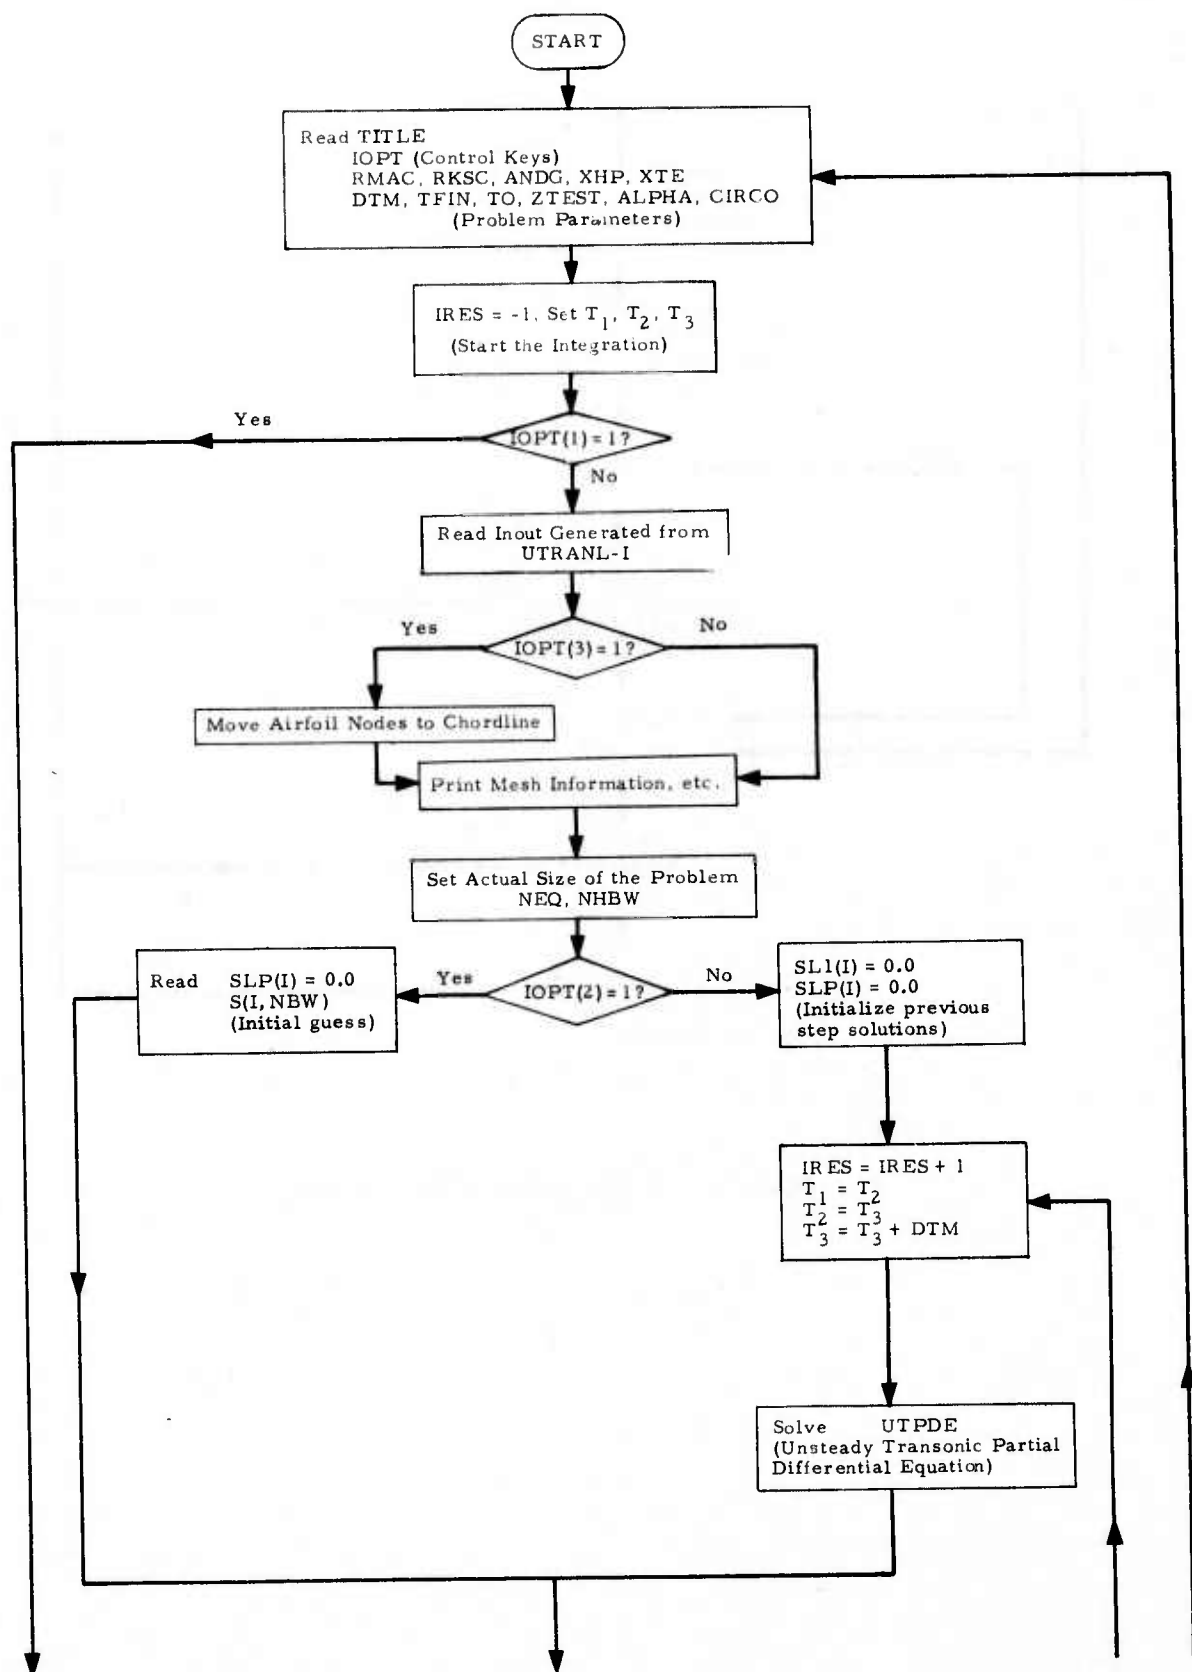 START
Read TITLE
IOPT (Control Keys)
RMAC, RKSC, ANDG, XHP, XTE
DTM, TFIN, TO, ZTEST, ALPHA, CIRCO
(Problem Parameters)
IRES = -1, Set T1, T2, T3
(Start the Integration)
Yes
IOPT(1) = 1?
No
Read Inout Generated from
UTRANL-I
Yes
No
IOPT(3) = 1?
Move Airfoil Nodes to Chordline
Print Mesh Information, etc.
Set Actual Size of the Problem
NEQ, NHBW
Read SLP(I) = 0.0
S(I, NBW)
(Initial guess)
Yes
IOPT(2) = 1?
No
SL1(I) = 0.0
SLP(I) = 0.0
(Initialize previous
step solutions)
IRES = IRES + 1
T1 = T2
T2 = T3
T3 = T3 + DTM
Solve UTPDE
(Unsteady Transonic Partial
Differential Equation)